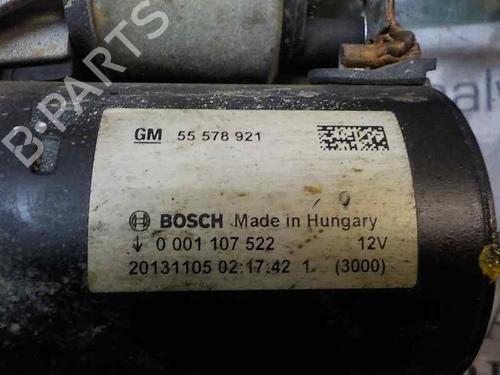 B-PARTS
GM 55 578 921
BOSCH Made in Hungary
0 001 107 522 12V
20131105 02:17:42 1 (3000)